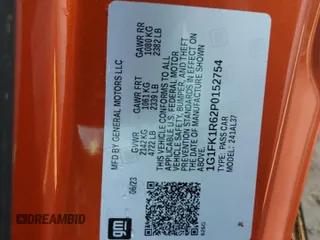 MFD BY GENERAL MOTORS LLC
06/23
GVWR
2142 KG
4722 LB
GAWR FRT
1061 KG
2339 LB
GAWR RR
1080 KG
2382 LB
THIS VEHICLE CONFORMS TO ALL
APPLICABLE U.S. FEDERAL MOTOR
VEHICLE SAFETY, BUMPER, AND THEFT
PREVENTION STANDARDS IN EFFECT ON
THE DATE OF MANUFACTURE SHOWN
ABOVE.
1G1FK1R62P0152754
TYPE: PASS CAR
MODEL: 241AL37
gm
DREAMBID